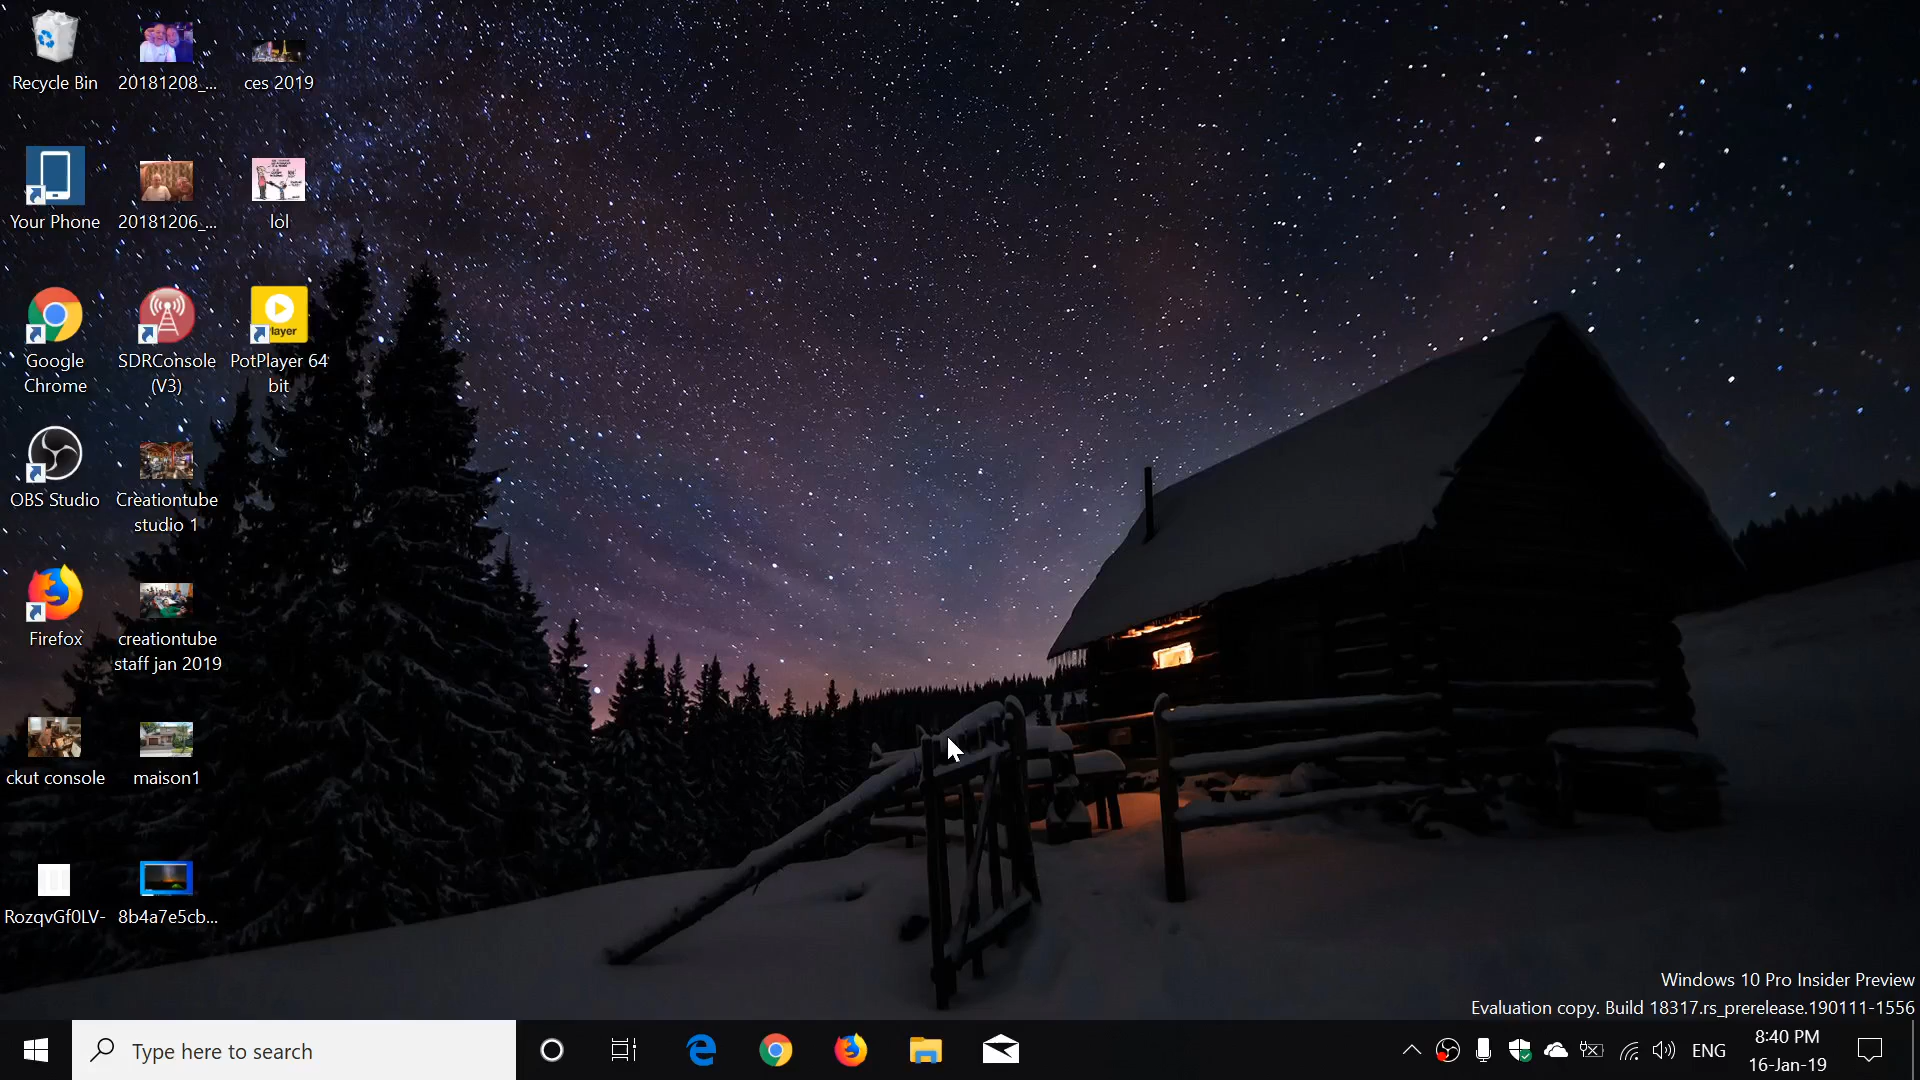 Recycle Bin
20181208_...
ces 2019
Your Phone
20181206_...
lol
Google
Chrome
SDRConsole
(V3)
PotPlayer 64
bit
layer
OBS Studio
Creationtube
studio 1
Firefox
creationtube
staff jan 2019
ckut console
maison1
RozqvGf0LV-
8b4a7e5cb...
Windows 10 Pro Insider Preview
Evaluation copy. Build 18317.rs_prerelease.190111-1556
Type here to search
ENG
8:40 PM
16-Jan-19